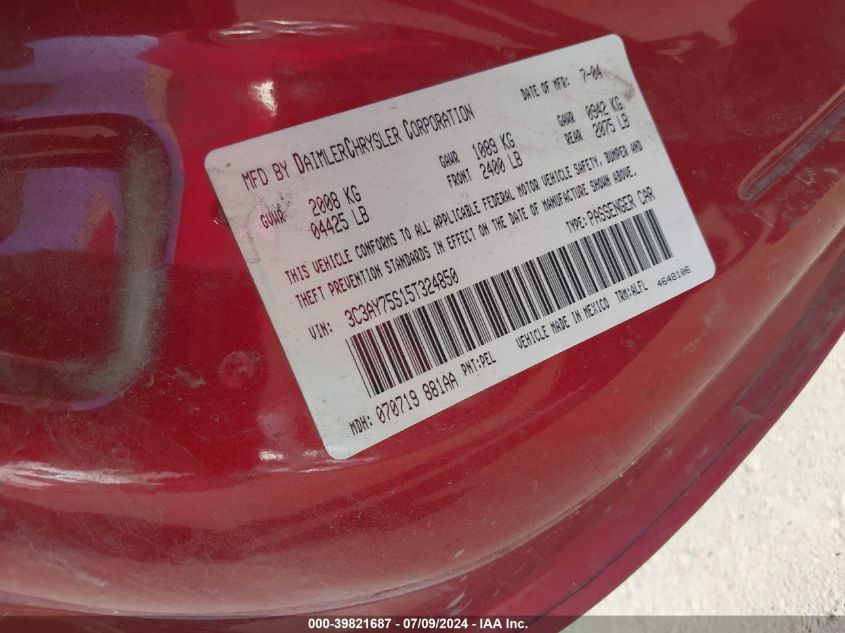 MFD BY DAIMLERCHRYSLER CORPORATION DATE OF MFR: 7-04
GVWR 2008 KG 04425 LB GAWR FRONT 1089 KG 2400 LB GAWR REAR 0942 KG 2075 LB
THIS VEHICLE CONFORMS TO ALL APPLICABLE FEDERAL MOTOR VEHICLE SAFETY, BUMPER AND
THEFT PREVENTION STANDARDS IN EFFECT ON THE DATE OF MANUFACTURE SHOWN ABOVE.
VIN: 3C3AY75S15T324850 TYPE: PASSENGER CAR
MDH: 070719 881AA PNT:PEL VEHICLE MADE IN MEXICO TRM:ALFL 4648106
000-39821687 - 07/09/2024 - IAA Inc.